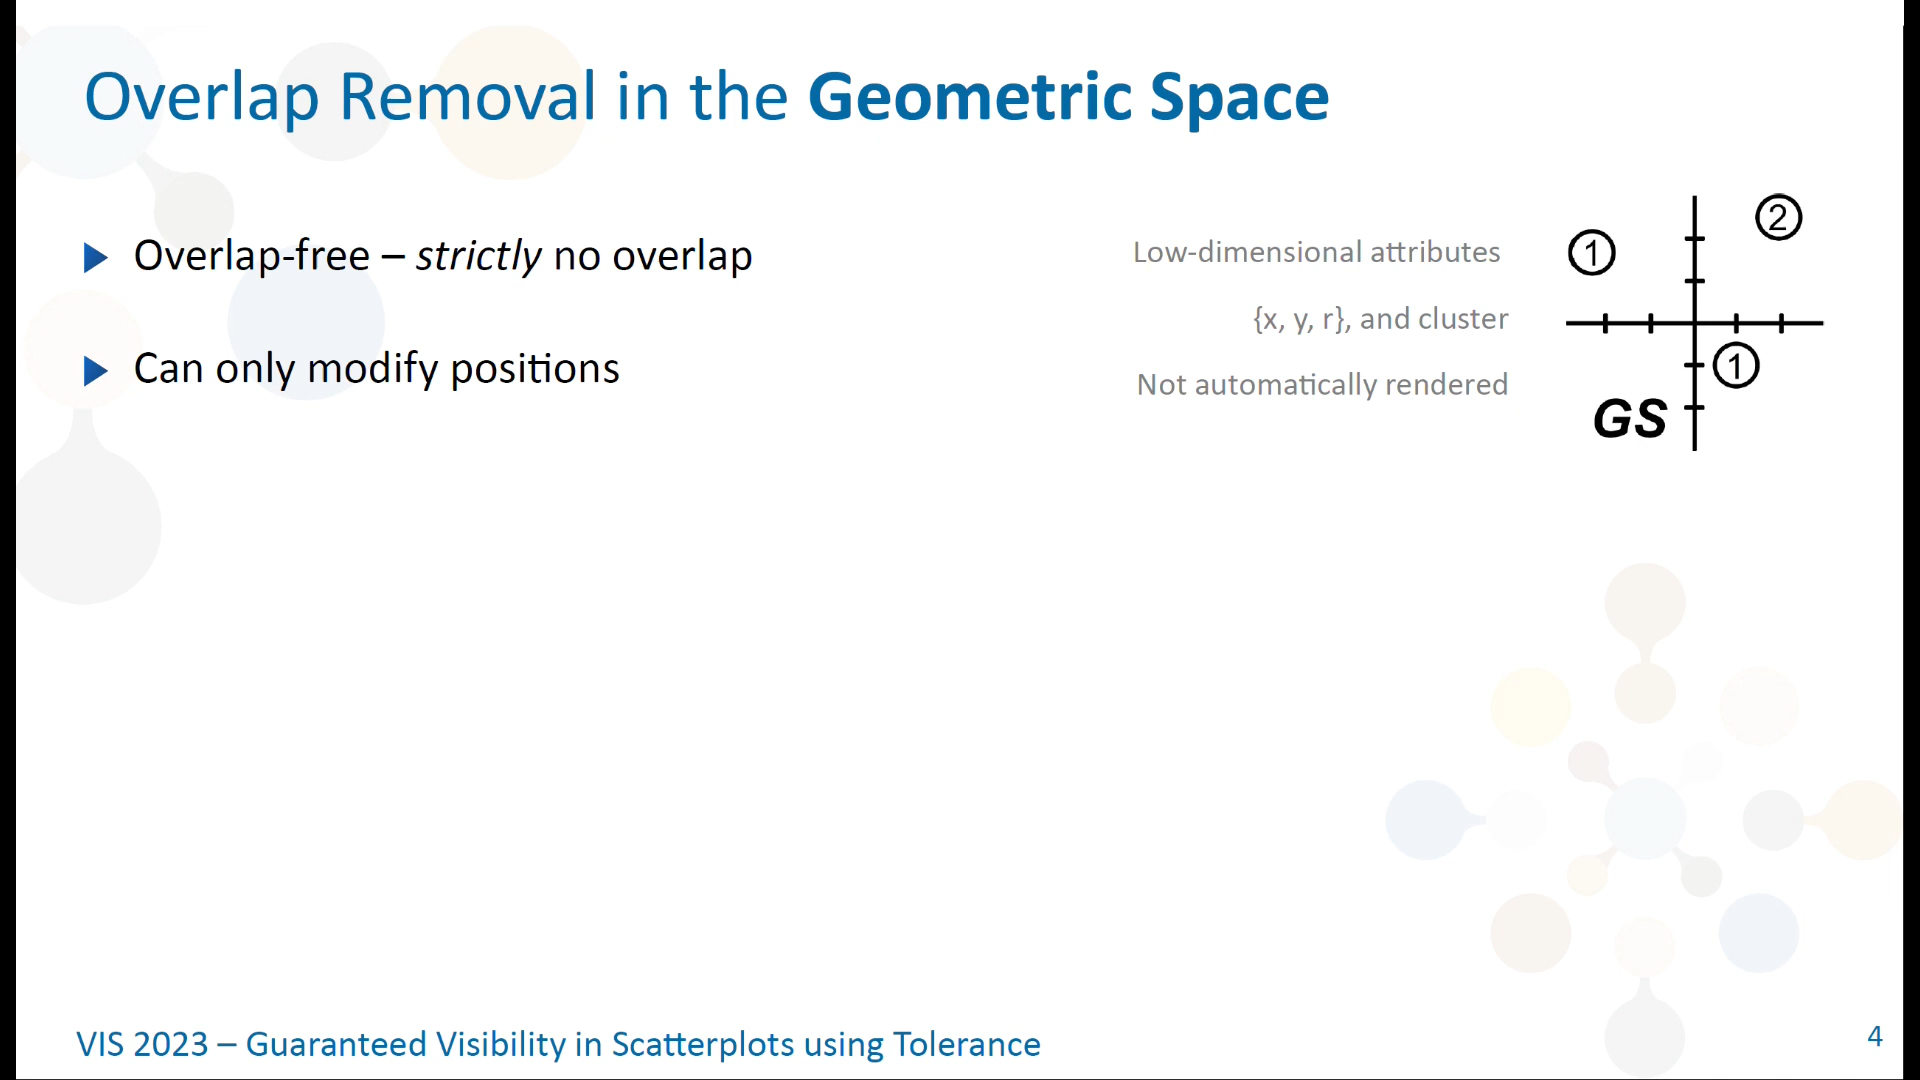 Overlap Removal in the Geometric Space
Overlap-free – strictly no overlap
Can only modify positions
Low-dimensional attributes
{x, y, r}, and cluster
Not automatically rendered
1
2
1
GS
VIS 2023 – Guaranteed Visibility in Scatterplots using Tolerance
4